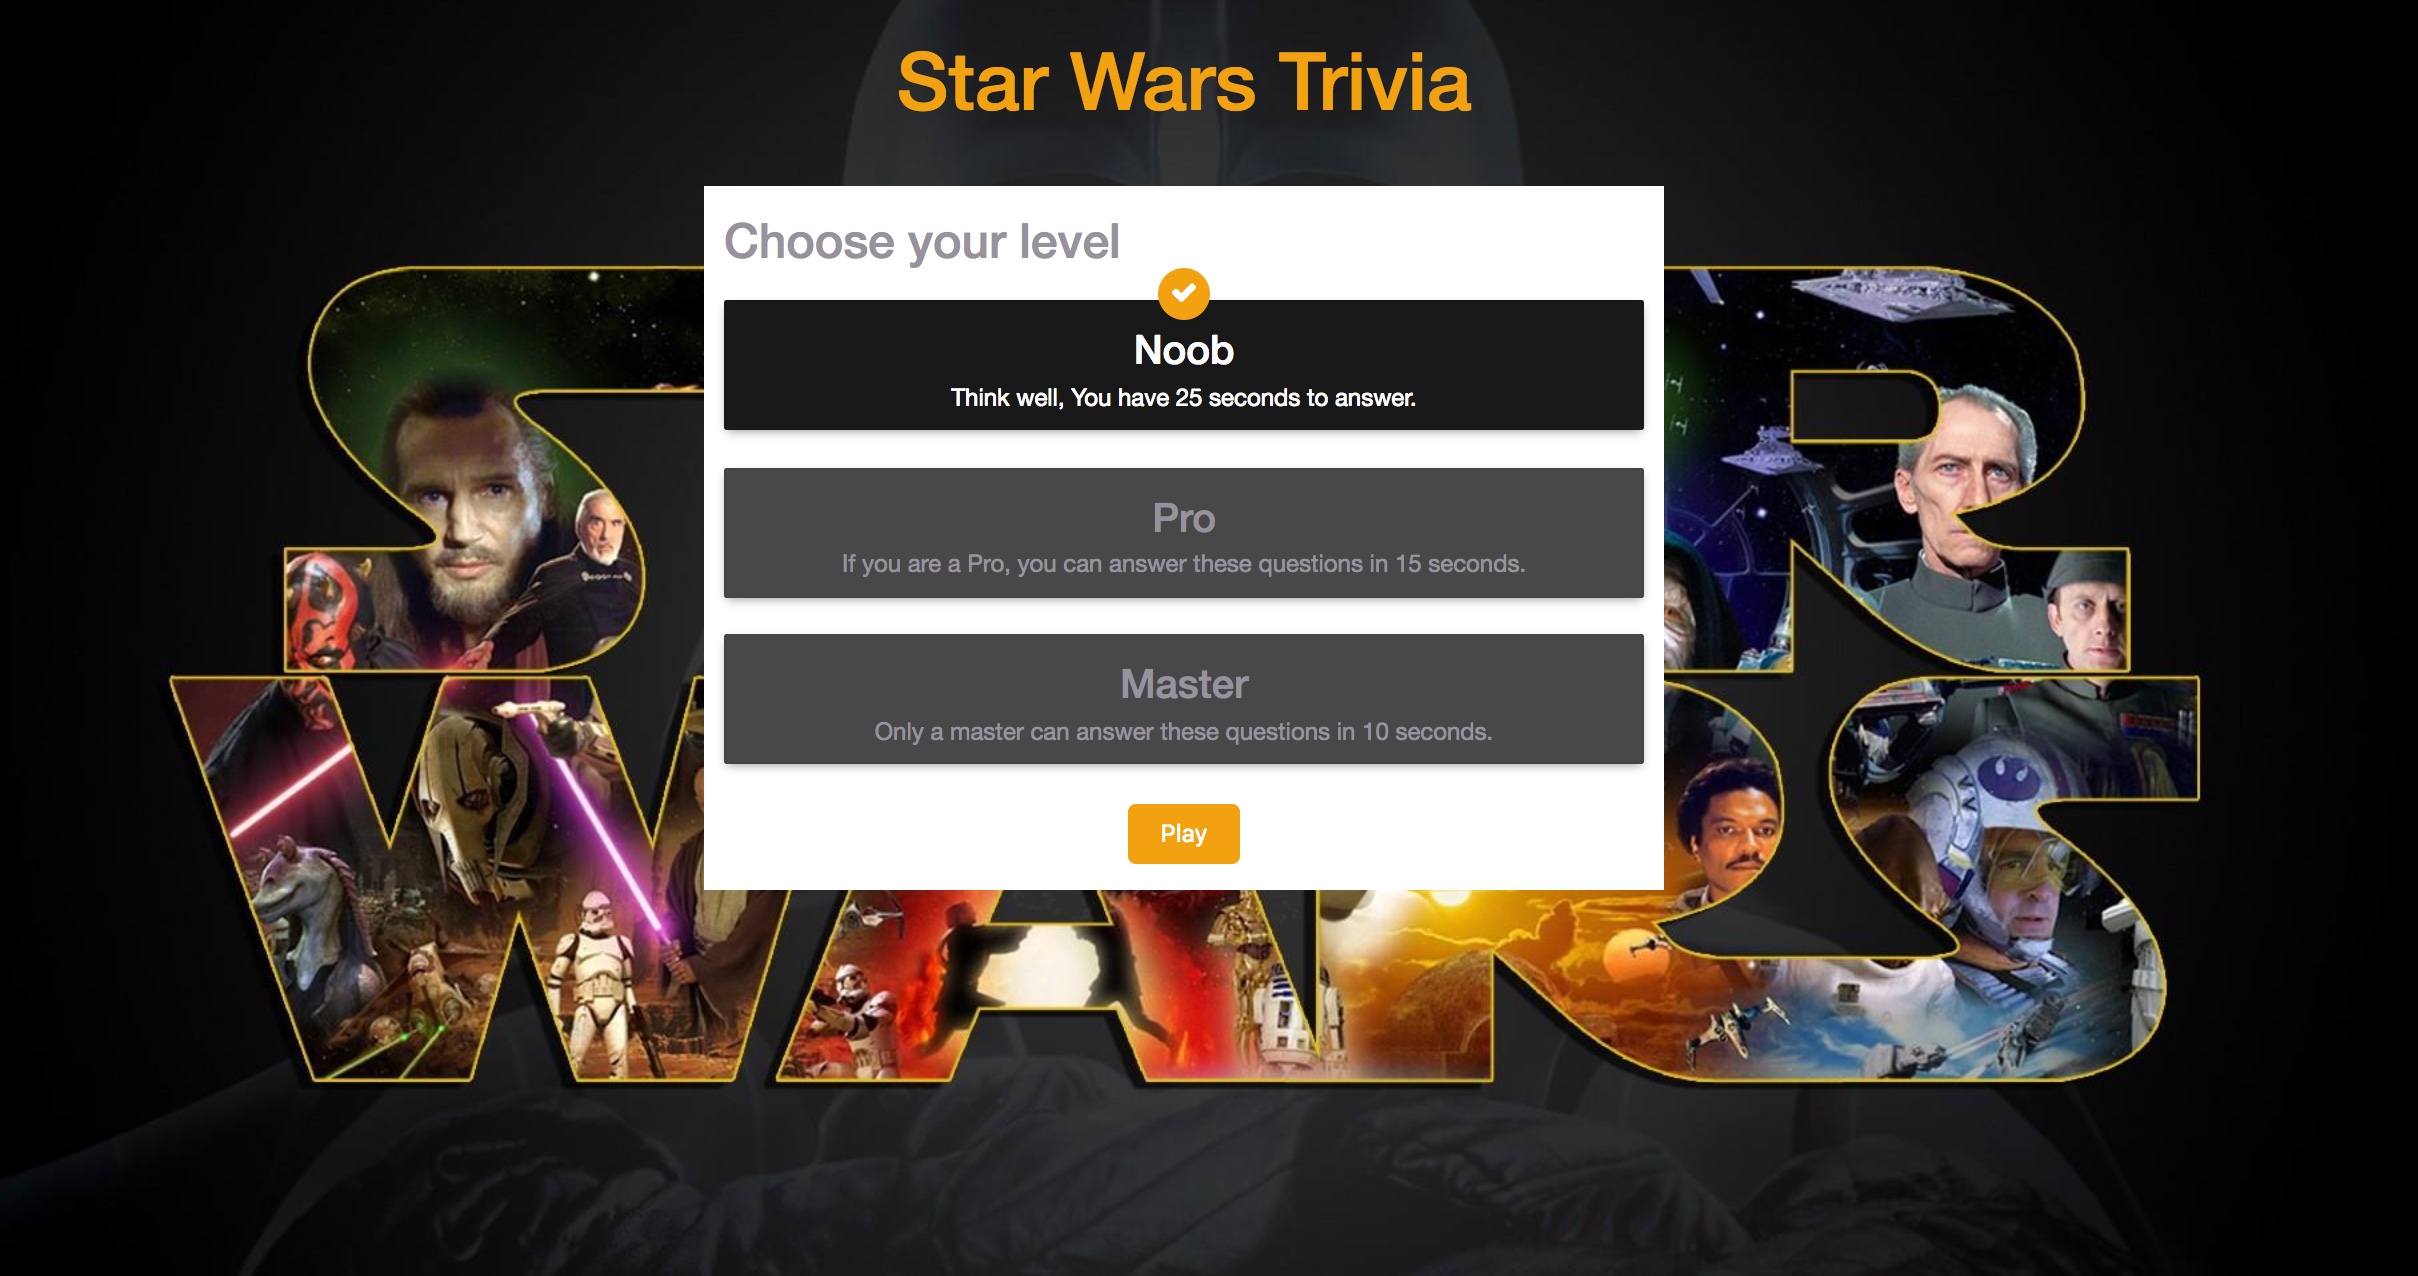 Star Wars Trivia
Choose your level
Noob
Think well, You have 25 seconds to answer.
Pro
If you are a Pro, you can answer these questions in 15 seconds.
Master
Only a master can answer these questions in 10 seconds.
Play